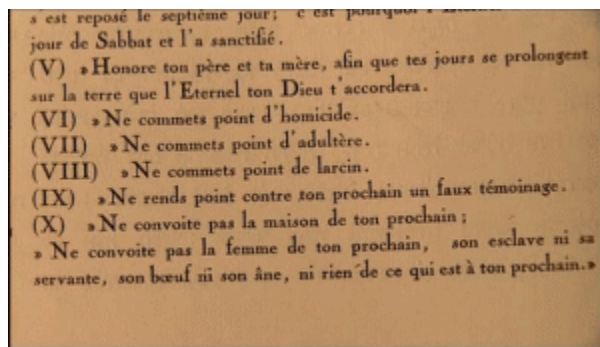 s est reposé le septième jour; c est pourquoi l'
jour de Sabbat et l'a sanctifié.
(V) »Honore ton père et ta mère, afin que tes jours se prolongent
sur la terre que l'Eternel ton Dieu t'accordera.
(VI) »Ne commets point d'homicide.
(VII) »Ne commets point d'adultère.
(VIII) »Ne commets point de larcin.
(IX) »Ne rends point contre ton prochain un faux témoinage.
(X) »Ne convoite pas la maison de ton prochain;
» Ne convoite pas la femme de ton prochain, son esclave ni sa
servante, son bœuf ni son âne, ni rien de ce qui est à ton prochain.»